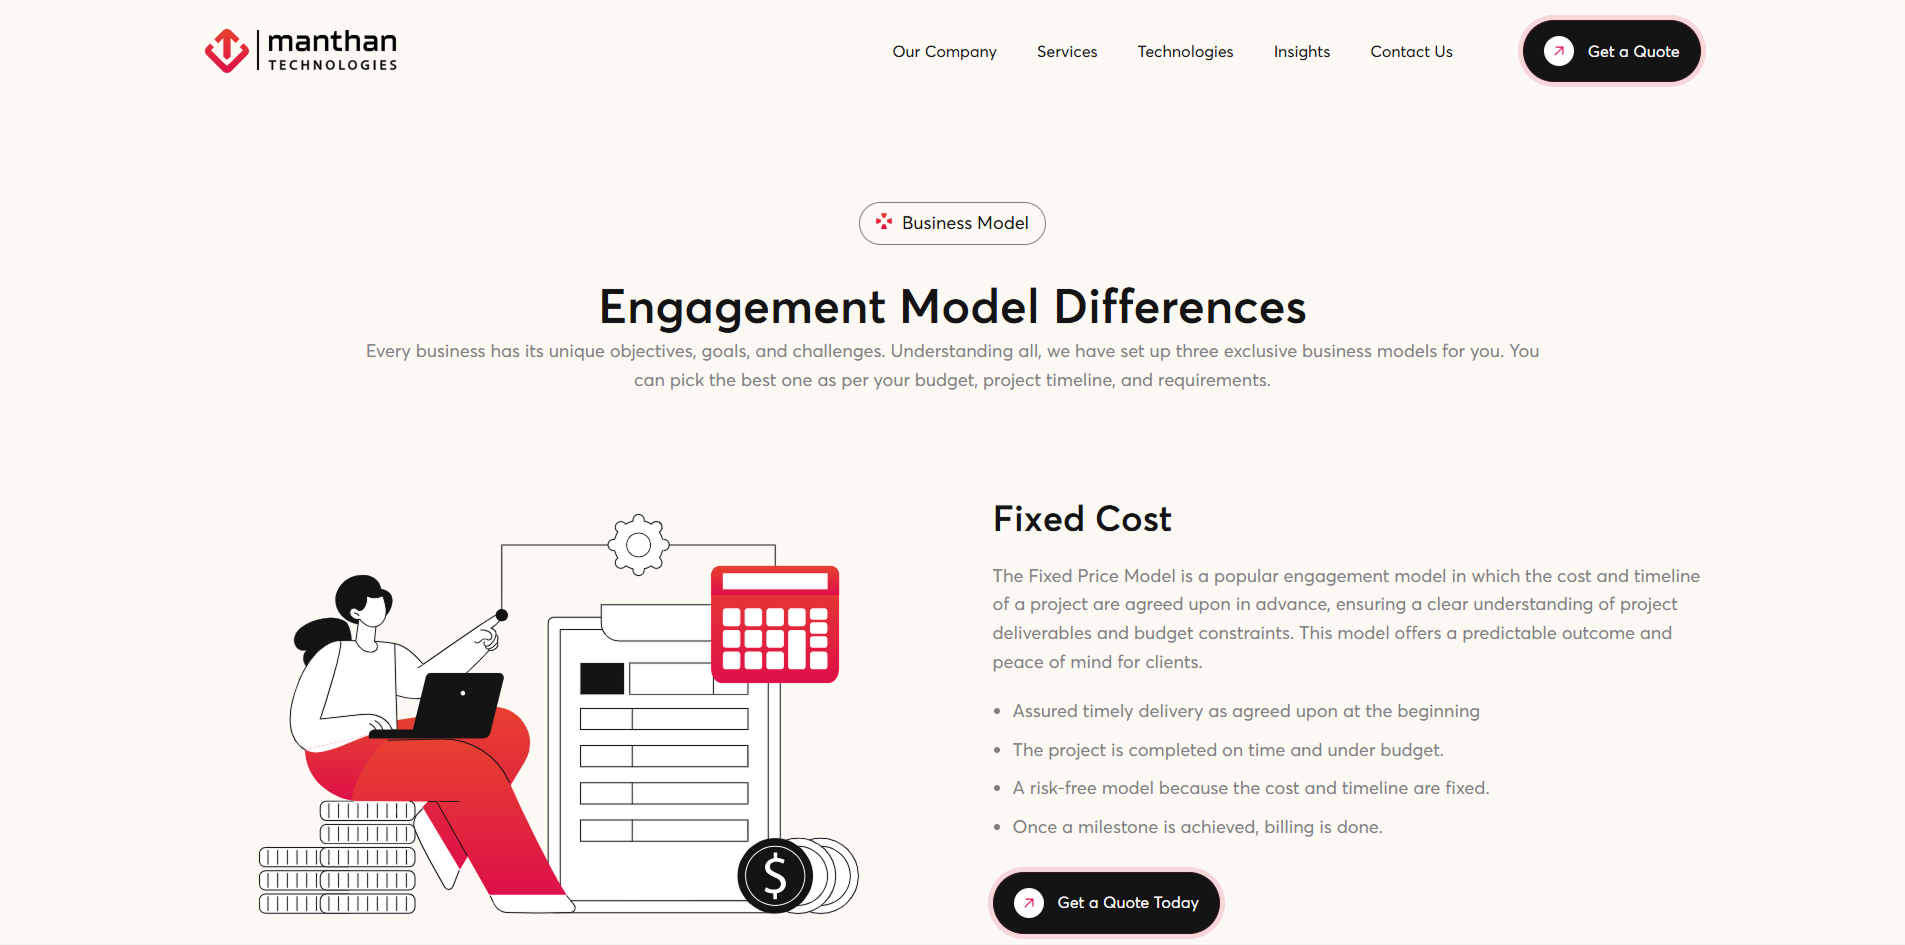 manthan
TECHNOLOGIES
Our Company
Services
Technologies
Insights
Contact Us
Get a Quote
Business Model
Engagement Model Differences
Every business has its unique objectives, goals, and challenges. Understanding all, we have set up three exclusive business models for you. You
can pick the best one as per your budget, project timeline, and requirements.
Fixed Cost
The Fixed Price Model is a popular engagement model in which the cost and timeline
of a project are agreed upon in advance, ensuring a clear understanding of project
deliverables and budget constraints. This model offers a predictable outcome and
peace of mind for clients.
• Assured timely delivery as agreed upon at the beginning
• The project is completed on time and under budget.
• A risk-free model because the cost and timeline are fixed.
• Once a milestone is achieved, billing is done.
$
Get a Quote Today